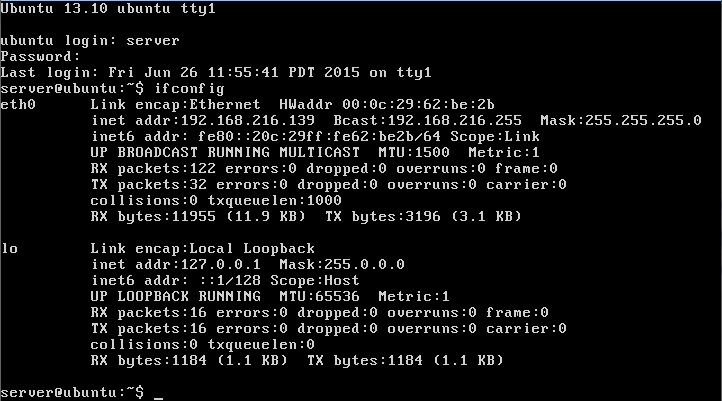 Ubuntu 13.10 ubuntu tty1
ubuntu login: server
Password:
Last login: Fri Jun 26 11:55:41 PDT 2015 on tty1
server@ubuntu:~$ ifconfig
eth0      Link encap:Ethernet  HWaddr 00:0c:29:62:be:2b
          inet addr:192.168.216.139  Bcast:192.168.216.255  Mask:255.255.255.0
          inet6 addr: fe80::20c:29ff:fe62:be2b/64 Scope:Link
          UP BROADCAST RUNNING MULTICAST  MTU:1500  Metric:1
          RX packets:122 errors:0 dropped:0 overruns:0 frame:0
          TX packets:32 errors:0 dropped:0 overruns:0 carrier:0
          collisions:0 txqueuelen:1000
          RX bytes:11955 (11.9 KB)  TX bytes:3196 (3.1 KB)
lo        Link encap:Local Loopback
          inet addr:127.0.0.1  Mask:255.0.0.0
          inet6 addr: ::1/128 Scope:Host
          UP LOOPBACK RUNNING  MTU:65536  Metric:1
          RX packets:16 errors:0 dropped:0 overruns:0 frame:0
          TX packets:16 errors:0 dropped:0 overruns:0 carrier:0
          collisions:0 txqueuelen:0
          RX bytes:1184 (1.1 KB)  TX bytes:1184 (1.1 KB)
server@ubuntu:~$ _